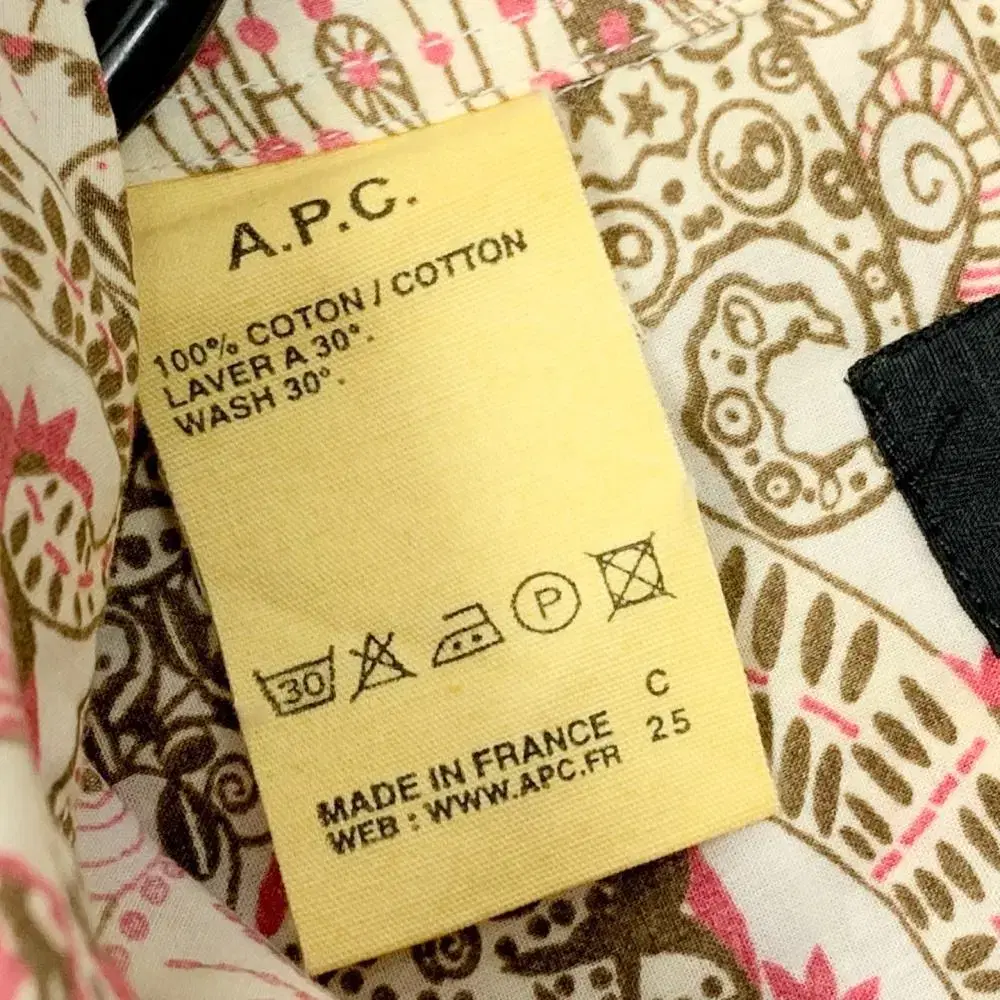 A.P.C.
100% COTON / COTTON
LAVER A 30°.
WASH 30°.
30 P
C
25
MADE IN FRANCE
WEB : WWW.APC.FR